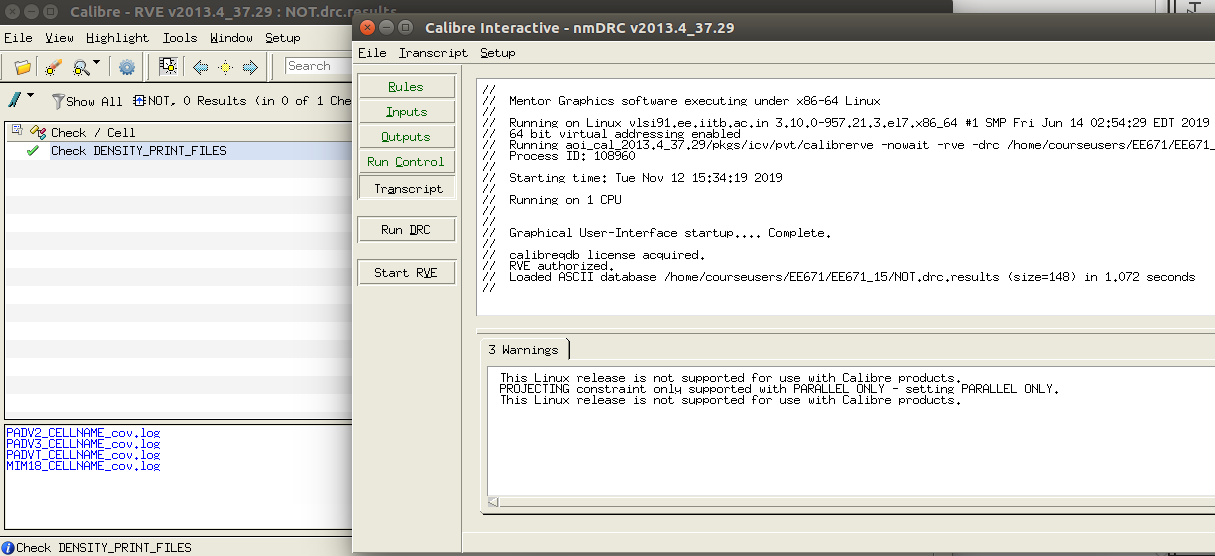 Calibre - RVE v2013.4_37.29 : NOT.drc.results
File View Highlight Tools Window Setup
Search
Show All NOT, 0 Results (in 0 of 1 Che
Check / Cell
Check DENSITY_PRINT_FILES
PADV2_CELLNAME_cov.log
PADV3_CELLNAME_cov.log
PADVT_CELLNAME_cov.log
MIM18_CELLNAME_cov.log
Check DENSITY_PRINT_FILES
Calibre Interactive - nmDRC v2013.4_37.29
File Transcript Setup
Rules
Inputs
Outputs
Run Control
Transcript
Run DRC
Start RVE
//
// Mentor Graphics software executing under x86-64 Linux
//
// Running on Linux vlsi91.ee.iitb.ac.in 3.10.0-957.21.3.el7.x86_64 #1 SMP Fri Jun 14 02:54:29 EDT 2019
// 64 bit virtual addressing enabled
// Running aoi_cal_2013.4_37.29/pkgs/icv/pvt/calibrerve -nowait -rve -drc /home/courseusers/EE671/EE671_
// Process ID: 108960
//
// Starting time: Tue Nov 12 15:34:19 2019
//
// Running on 1 CPU
//
//
// Graphical User-Interface startup.... Complete.
//
// calibreqdb license acquired.
// RVE authorized.
// Loaded ASCII database /home/courseusers/EE671/EE671_15/NOT.drc.results (size=148) in 1.072 seconds
//
3 Warnings
This Linux release is not supported for use with Calibre products.
PROJECTING constraint only supported with PARALLEL ONLY - setting PARALLEL ONLY.
This Linux release is not supported for use with Calibre products.